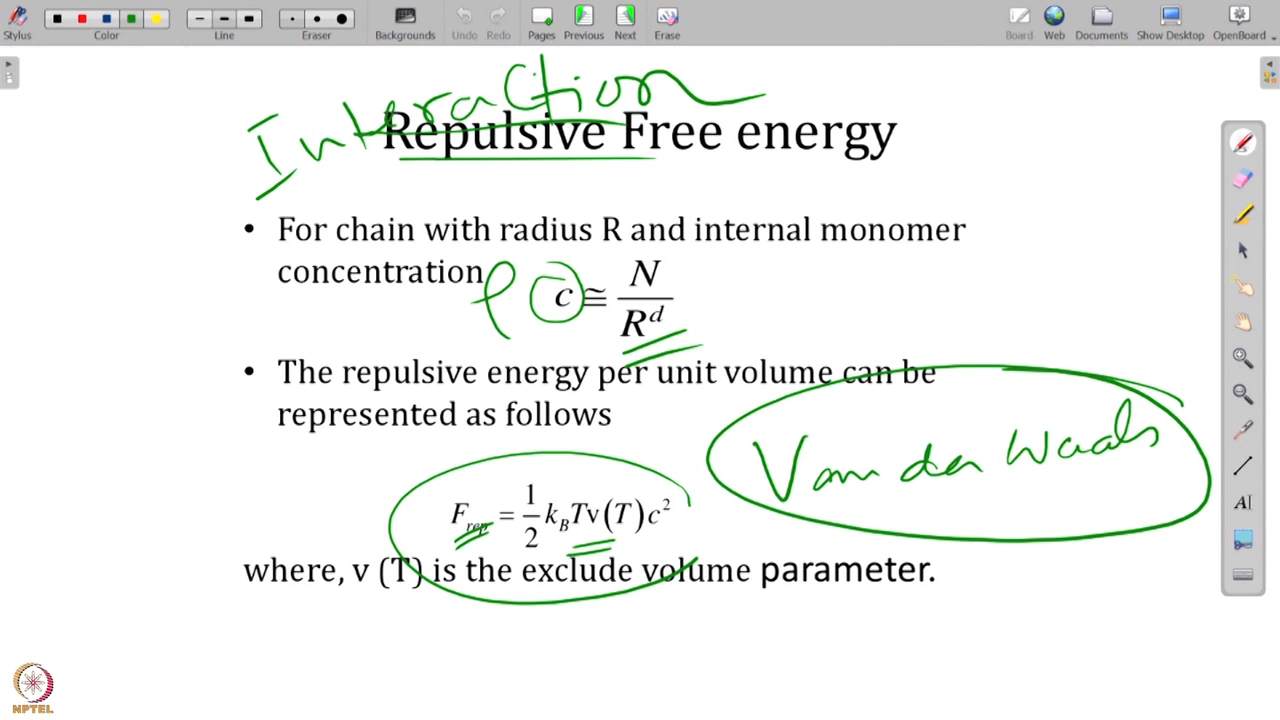 Stylus Color Line Eraser Backgrounds Undo Redo Pages Previous Next Erase Board Web Documents Show Desktop OpenBoard
Interaction
Repulsive Free energy
• For chain with radius R and internal monomer
concentration
ρ c ≅ N / R^d
• The repulsive energy per unit volume can be
represented as follows
Van der Waals
F_rep = 1/2 k_B T v (T) c^2
where, v (T) is the exclude volume parameter.
NPTEL